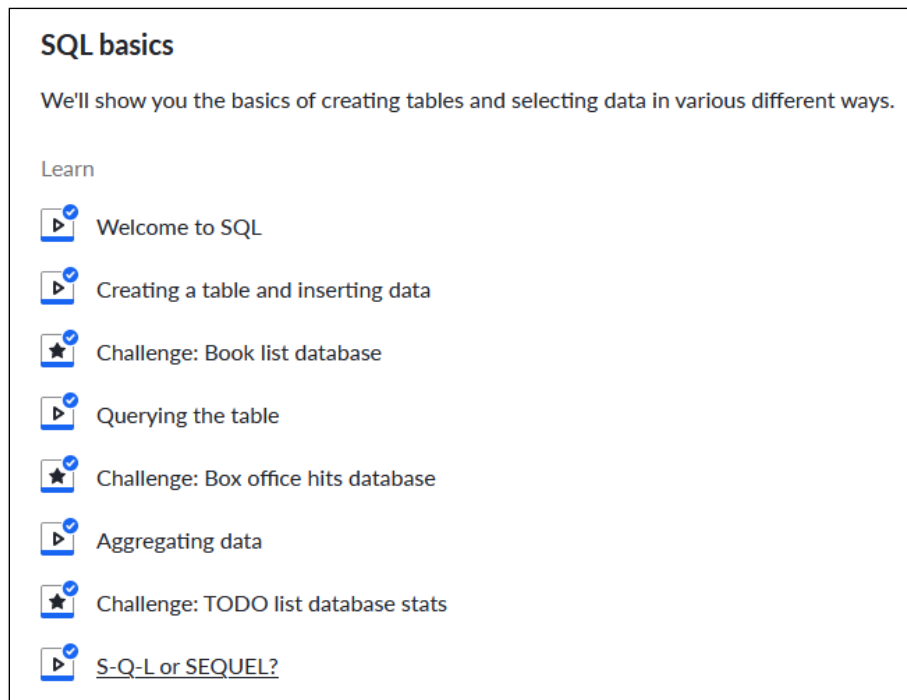 SQL basics
We'll show you the basics of creating tables and selecting data in various different ways.
Learn
Welcome to SQL
Creating a table and inserting data
Challenge: Book list database
Querying the table
Challenge: Box office hits database
Aggregating data
Challenge: TODO list database stats
S-Q-L or SEQUEL?